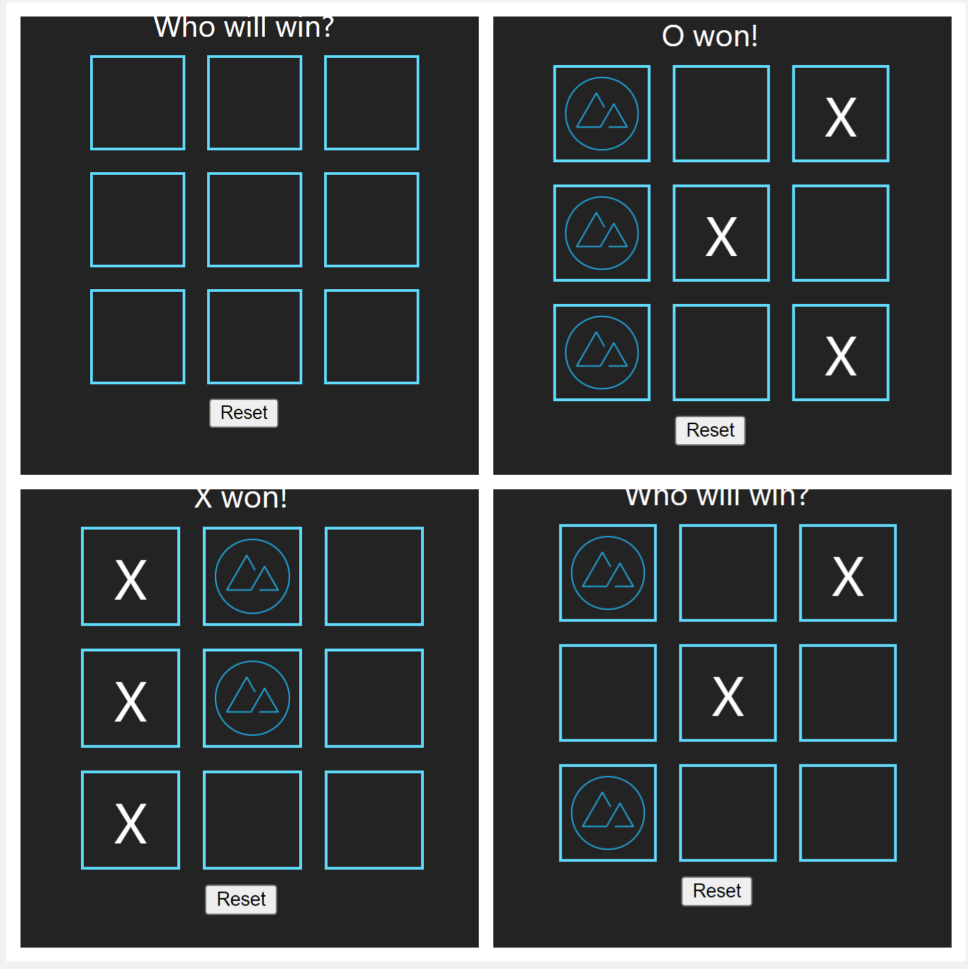 Who will win?
Reset
O won!
X
X
X
Reset
X won!
X
X
X
Reset
Who will win?
X
X
Reset